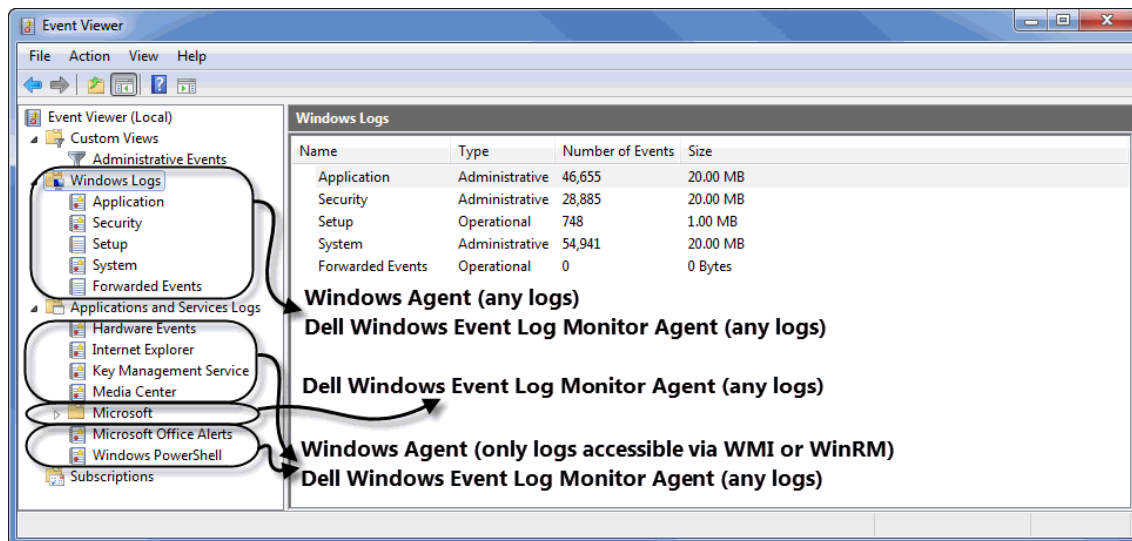 Event Viewer
File Action View Help
Event Viewer (Local)
Custom Views
Administrative Events
Windows Logs
Application
Security
Setup
System
Forwarded Events
Applications and Services Logs
Hardware Events
Internet Explorer
Key Management Service
Media Center
Microsoft
Microsoft Office Alerts
Windows PowerShell
Subscriptions
Windows Logs
Name Type Number of Events Size
Application Administrative 46,655 20.00 MB
Security Administrative 28,885 20.00 MB
Setup Operational 748 1.00 MB
System Administrative 54,941 20.00 MB
Forwarded Events Operational 0 0 Bytes
Windows Agent (any logs)
Dell Windows Event Log Monitor Agent (any logs)
Dell Windows Event Log Monitor Agent (any logs)
Windows Agent (only logs accessible via WMI or WinRM)
Dell Windows Event Log Monitor Agent (any logs)